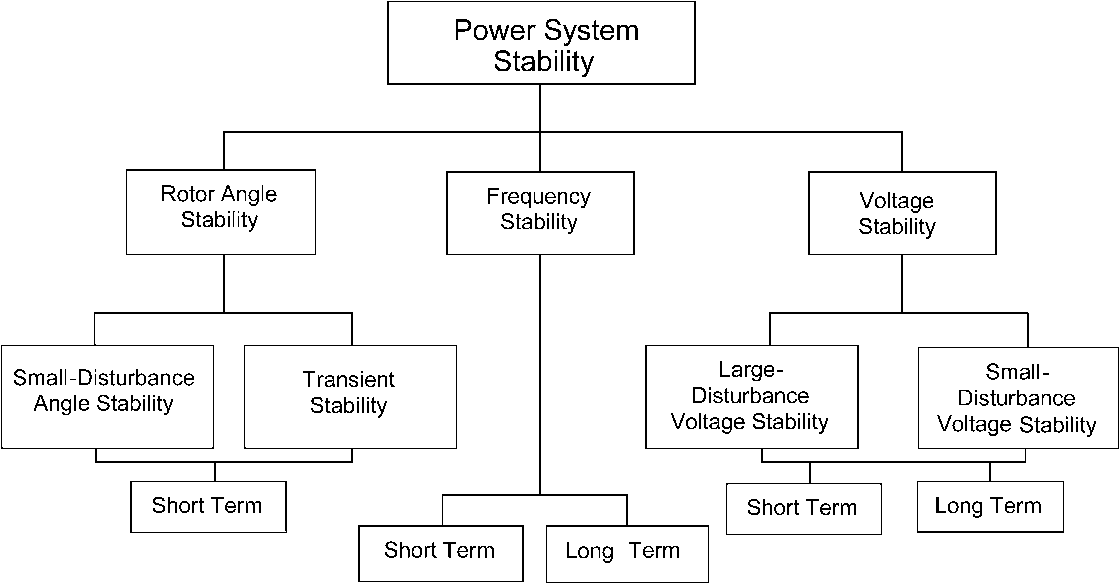 Power System
Stability
Rotor Angle
Stability
Frequency
Stability
Voltage
Stability
Small-Disturbance
Angle Stability
Transient
Stability
Large-
Disturbance
Voltage Stability
Small-
Disturbance
Voltage Stability
Short Term
Short Term
Long Term
Short Term
Long Term